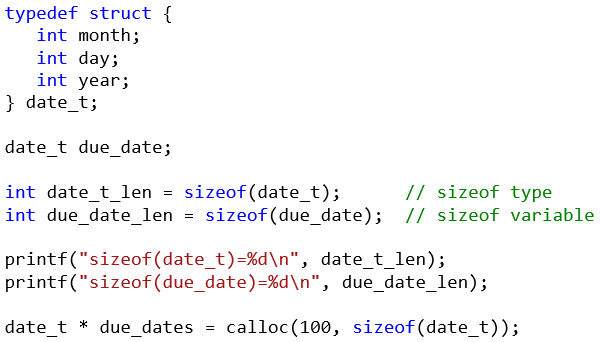 typedef struct {
   int month;
   int day;
   int year;
} date_t;

date_t due_date;

int date_t_len = sizeof(date_t);      // sizeof type
int due_date_len = sizeof(due_date);  // sizeof variable

printf("sizeof(date_t)=%d\n", date_t_len);
printf("sizeof(due_date)=%d\n", due_date_len);

date_t * due_dates = calloc(100, sizeof(date_t));